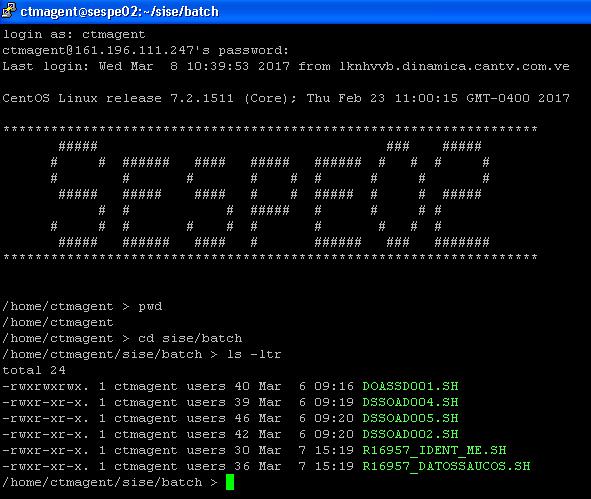 ctmagent@sespe02:~/sise/batch
login as: ctmagent
ctmagent@161.196.111.247's password:
Last login: Wed Mar  8 10:39:53 2017 from lknhvvb.dinamica.cantv.com.ve
CentOS Linux release 7.2.1511 (Core); Thu Feb 23 11:00:15 GMT-0400 2017
*******************************************************************
SESPE02
*******************************************************************
/home/ctmagent > pwd
/home/ctmagent
/home/ctmagent > cd sise/batch
/home/ctmagent/sise/batch > ls -ltr
total 24
-rwxrwxrwx. 1 ctmagent users 40 Mar  6 09:16 DOASSD001.SH
-rwxr-xr-x. 1 ctmagent users 39 Mar  6 09:19 DSSOAD004.SH
-rwxr-xr-x. 1 ctmagent users 46 Mar  6 09:20 DSSOAD005.SH
-rwxr-xr-x. 1 ctmagent users 42 Mar  6 09:20 DSSOAD002.SH
-rwxr-xr-x. 1 ctmagent users 30 Mar  7 15:19 R16957_IDENT_ME.SH
-rwxr-xr-x. 1 ctmagent users 36 Mar  7 15:19 R16957_DATOSSAUCOS.SH
/home/ctmagent/sise/batch >